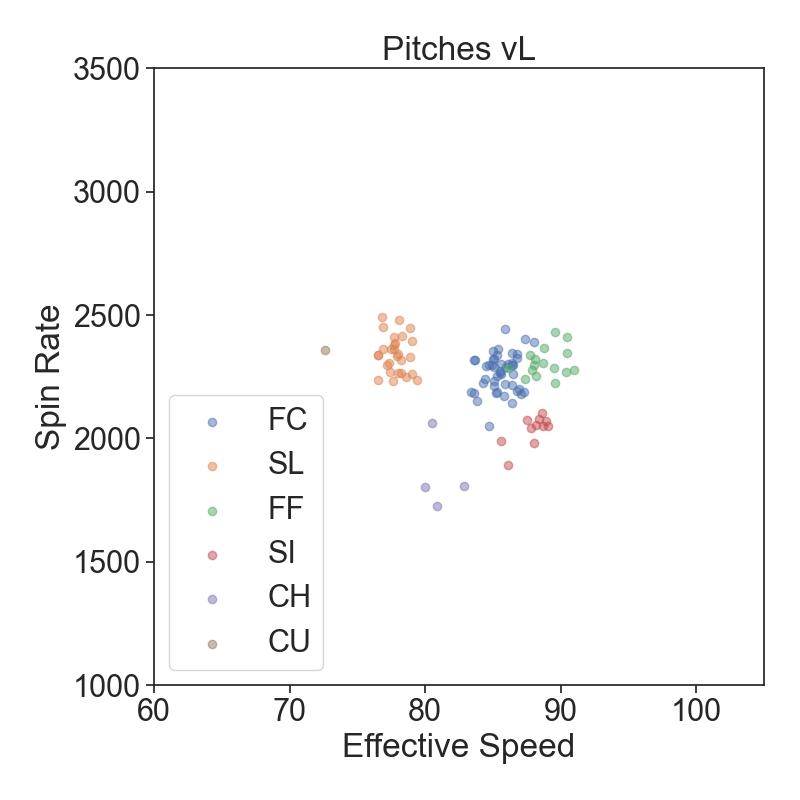 Pitches vL
3500
3000
2500
2000
1500
1000
Spin Rate
FC
SL
FF
SI
CH
CU
60 70 80 90 100
Effective Speed